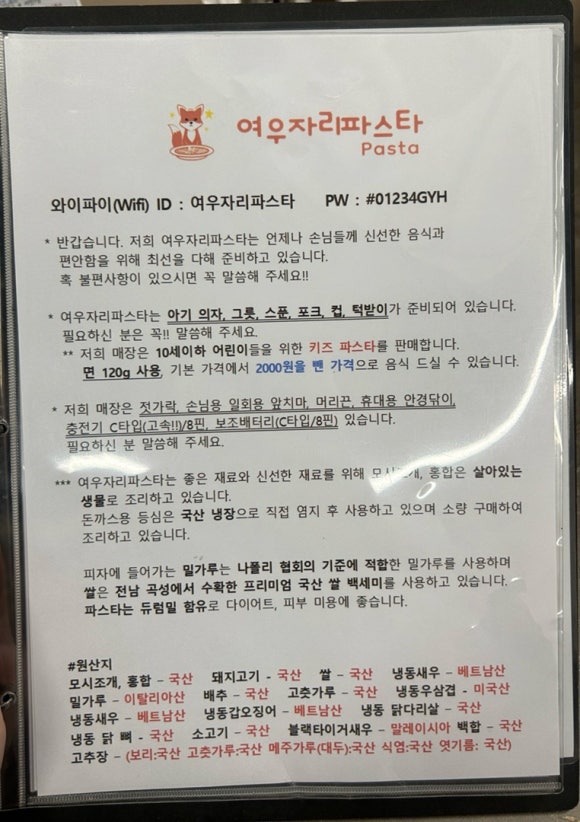 여우자리파스타
Pasta
와이파이(Wifi) ID : 여우자리파스타 PW : #01234GYH
* 반갑습니다. 저희 여우자리파스타는 언제나 손님들께 신선한 음식과
편안함을 위해 최선을 다해 준비하고 있습니다.
혹 불편사항이 있으시면 꼭 말씀해 주세요!!
* 여우자리파스타는 아기 의자, 그릇, 스푼, 포크, 컵, 턱받이가 준비되어 있습니다.
필요하신 분은 꼭!! 말씀해 주세요.
** 저희 매장은 10세이하 어린이들을 위한 키즈 파스타를 판매합니다.
면 120g 사용, 기본 가격에서 2000원을 뺀 가격으로 음식 드실 수 있습니다.
* 저희 매장은 젓가락, 손님용 일회용 앞치마, 머리끈, 휴대용 안경닦이,
충전기 C타입(고속!!)/8핀, 보조배터리(C타입/8핀) 있습니다.
필요하신 분 말씀해 주세요.
*** 여우자리파스타는 좋은 재료와 신선한 재료를 위해 모시조개, 홍합은 살아있는
생물로 조리하고 있습니다.
돈까스용 등심은 국산 냉장으로 직접 염지 후 사용하고 있으며 소량 구매하여
조리하고 있습니다.
피자에 들어가는 밀가루는 나폴리 협회의 기준에 적합한 밀가루를 사용하며
쌀은 전남 곡성에서 수확한 프리미엄 국산 쌀 백세미를 사용하고 있습니다.
파스타는 듀럼밀 함유로 다이어트, 피부 미용에 좋습니다.
#원산지
모시조개, 홍합 – 국산 돼지고기 - 국산 쌀 – 국산 냉동새우 – 베트남산
밀가루 – 이탈리아산 배추 – 국산 고춧가루 – 국산 냉동우삼겹 - 미국산
냉동새우 – 베트남산 냉동갑오징어 – 베트남산 냉동 닭다리살 – 국산
냉동 닭 뼈 - 국산 소고기 – 국산 블랙타이거새우 – 말레이시아 백합 – 국산
고추장 – (보리:국산 고춧가루:국산 메주가루(대두):국산 식염:국산 엿기름: 국산)